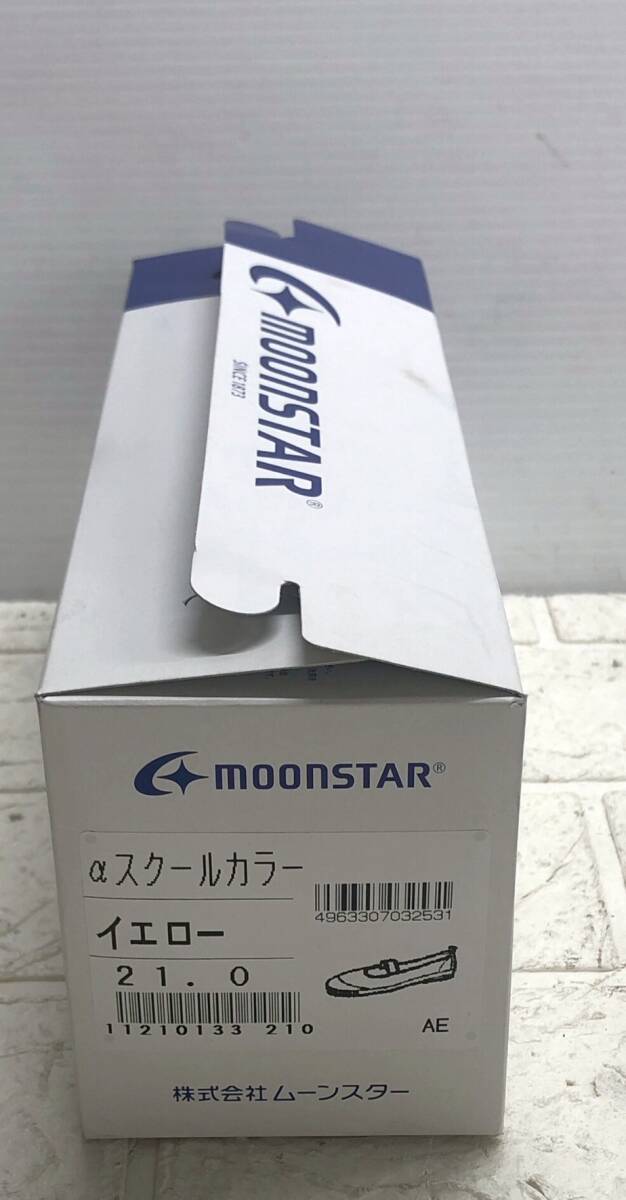 MOONSTAR®
SINCE 1873
MOONSTAR®
αスクールカラー
4963307032531
イエロー
21.0
11210133 210
AE
株式会社ムーンスター